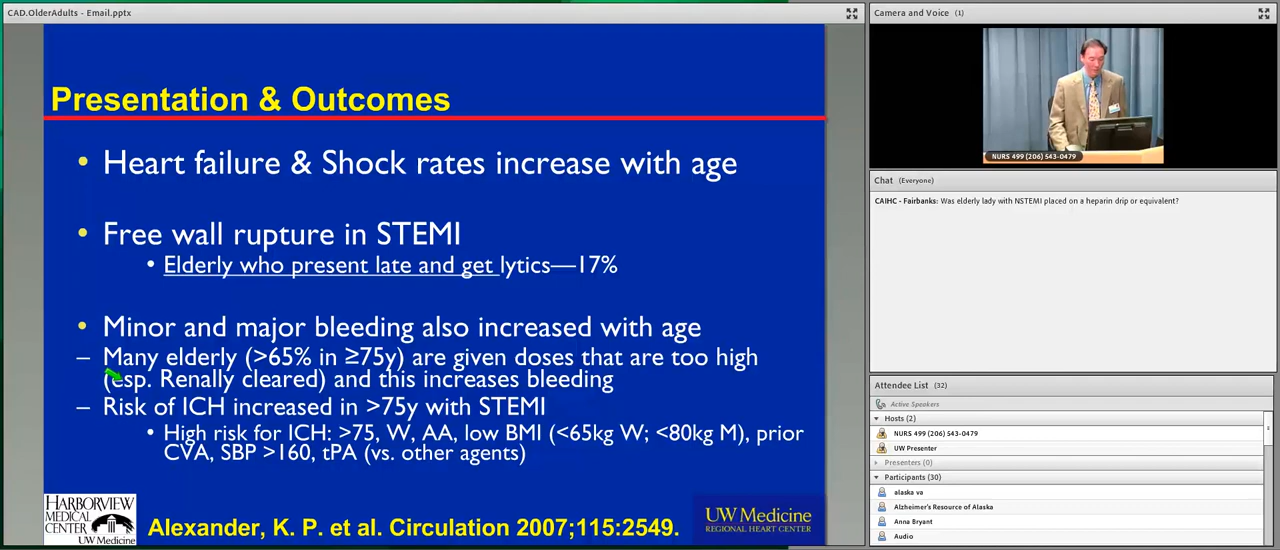 CAD.OlderAdults - Email.pptx
Presentation & Outcomes
• Heart failure & Shock rates increase with age
• Free wall rupture in STEMI
• Elderly who present late and get lytics—17%
• Minor and major bleeding also increased with age
– Many elderly (>65% in ≥75y) are given doses that are too high
(esp. Renally cleared) and this increases bleeding
– Risk of ICH increased in >75y with STEMI
• High risk for ICH: >75, W, AA, low BMI (<65kg W; <80kg M), prior
CVA, SBP >160, tPA (vs. other agents)
HARBORVIEW
MEDICAL
CENTER
UW Medicine
Alexander, K. P. et al. Circulation 2007;115:2549.
UW Medicine
REGIONAL HEART CENTER
Camera and Voice (1)
NURS 499 (206) 543-0479
Chat (Everyone)
CAIHC - Fairbanks: Was elderly lady with NSTEMI placed on a heparin drip or equivalent?
Attendee List (32)
Active Speakers
Hosts (2)
NURS 499 (206) 543-0479
UW Presenter
Presenters (0)
Participants (30)
alaska va
Alzheimer's Resource of Alaska
Anna Bryant
Audio